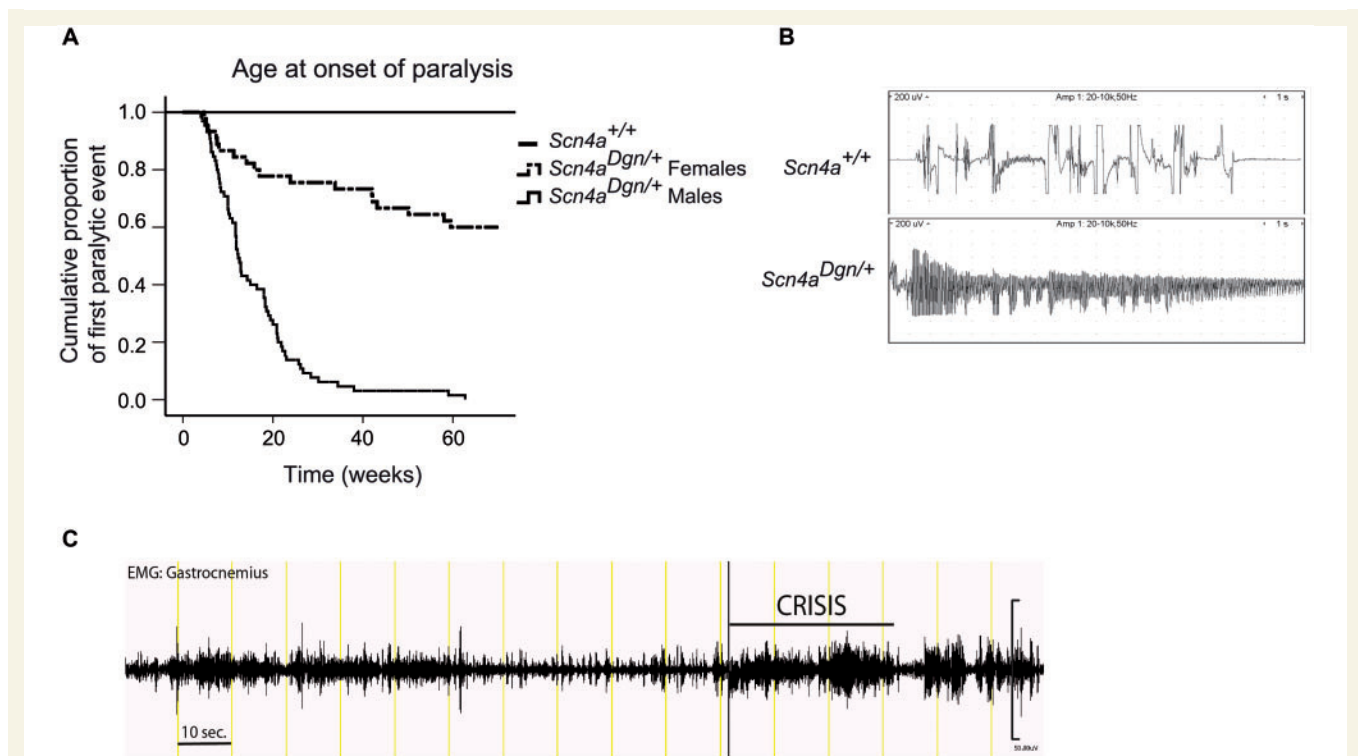 A
Age at onset of paralysis
Cumulative proportion
of first paralytic event
1.0
0.8
0.6
0.4
0.2
0.0
0 20 40 60
Time (weeks)
Scn4a+/+
Scn4aDgn/+ Females
Scn4aDgn/+ Males
B
Scn4a+/+
200 uV Amp 1: 20-10k,50Hz 1 s
Scn4aDgn/+
200 uV Amp 1: 20-10k,50Hz 1 s
C
EMG: Gastrocnemius
CRISIS
10 sec.